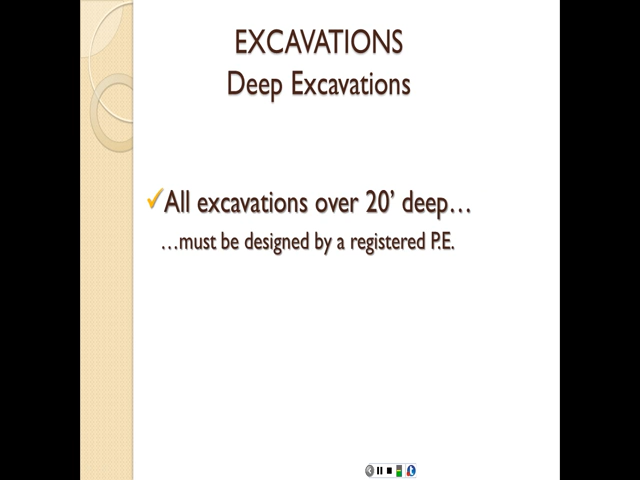 EXCAVATIONS
Deep Excavations
All excavations over 20’ deep…
…must be designed by a registered P.E.